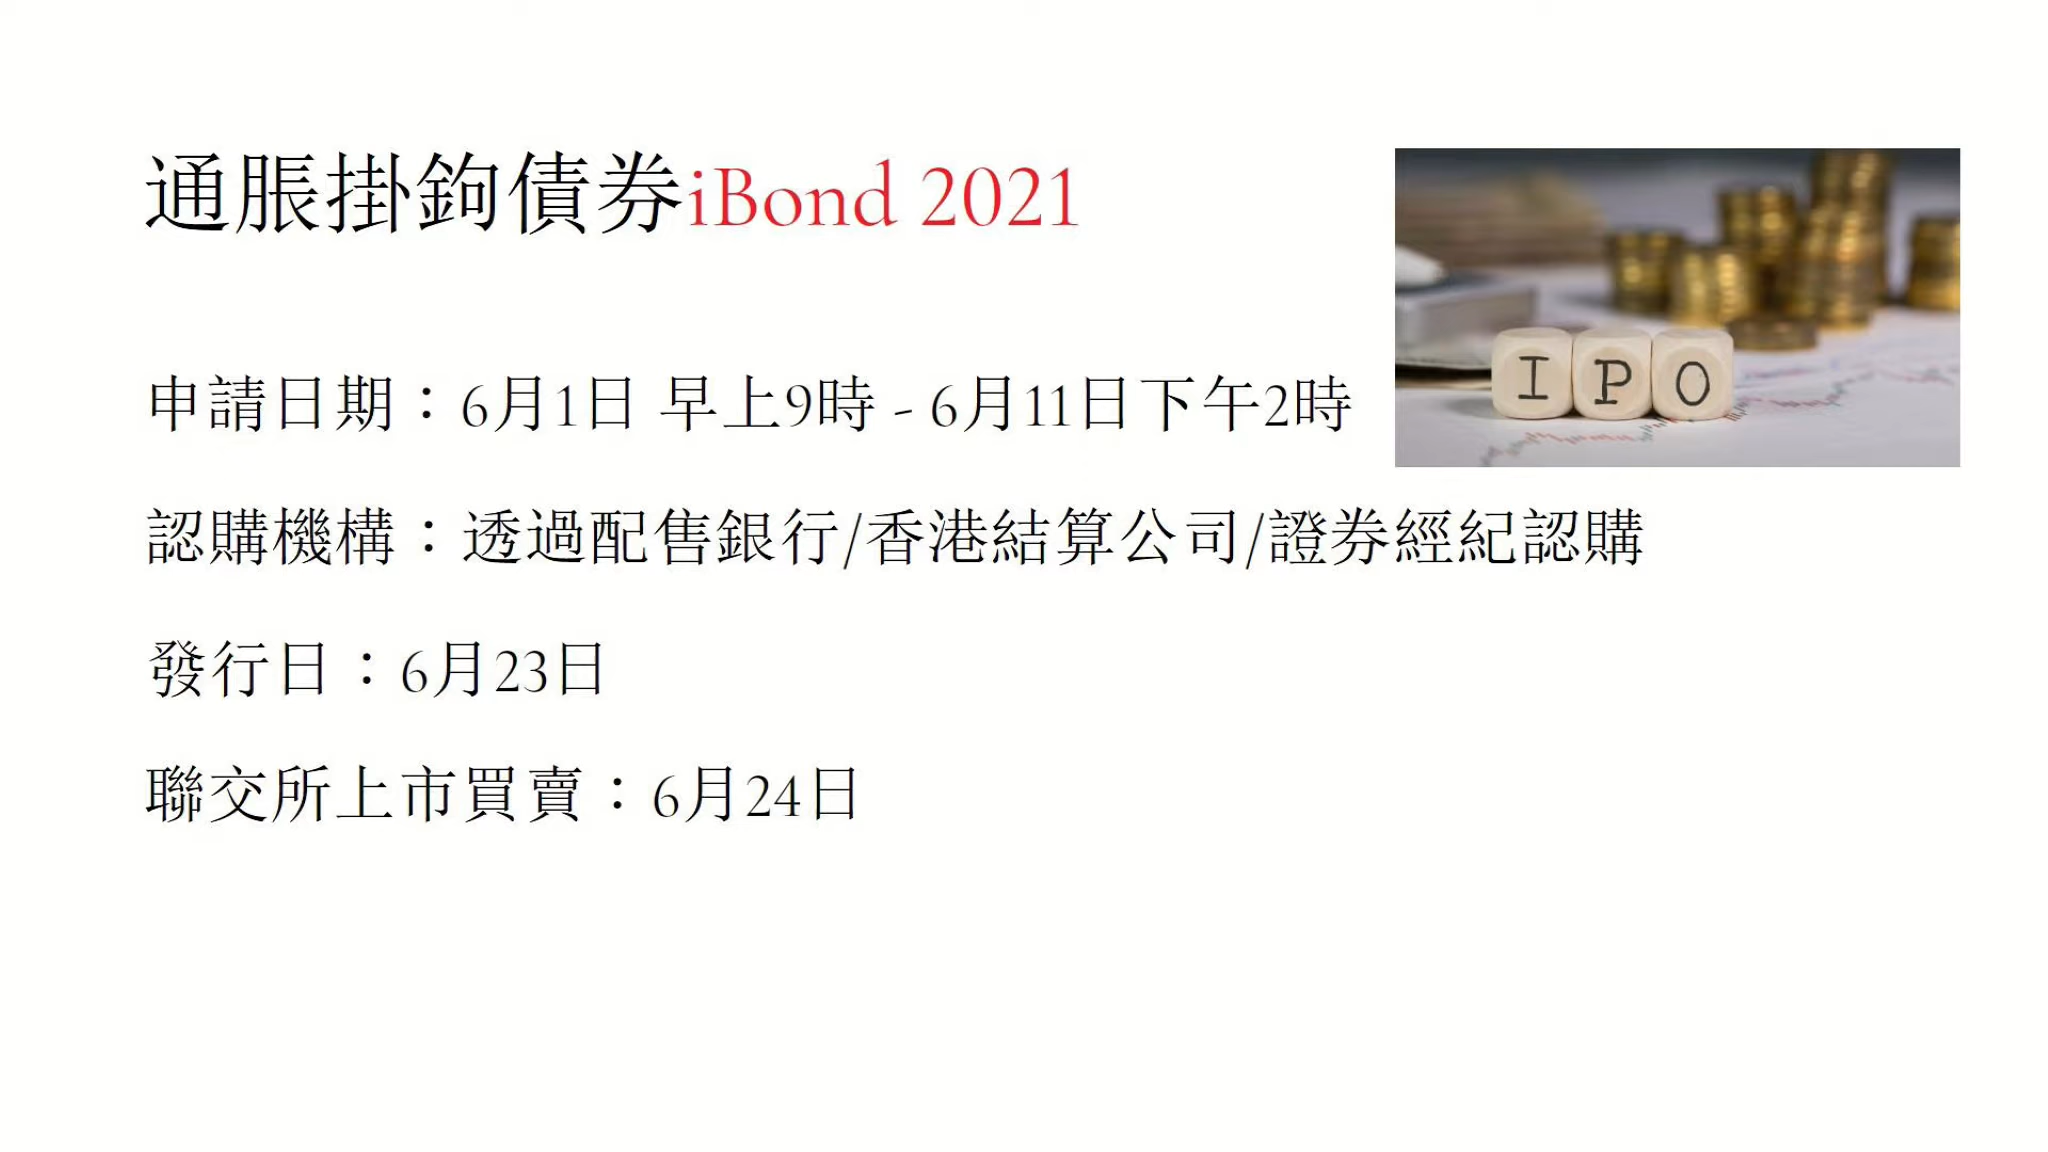 通脹掛鉤債券iBond 2021
申請日期：6月1日 早上9時 - 6月11日下午2時
IPO
認購機構：透過配售銀行/香港結算公司/證券經紀認購
發行日：6月23日
聯交所上市買賣：6月24日